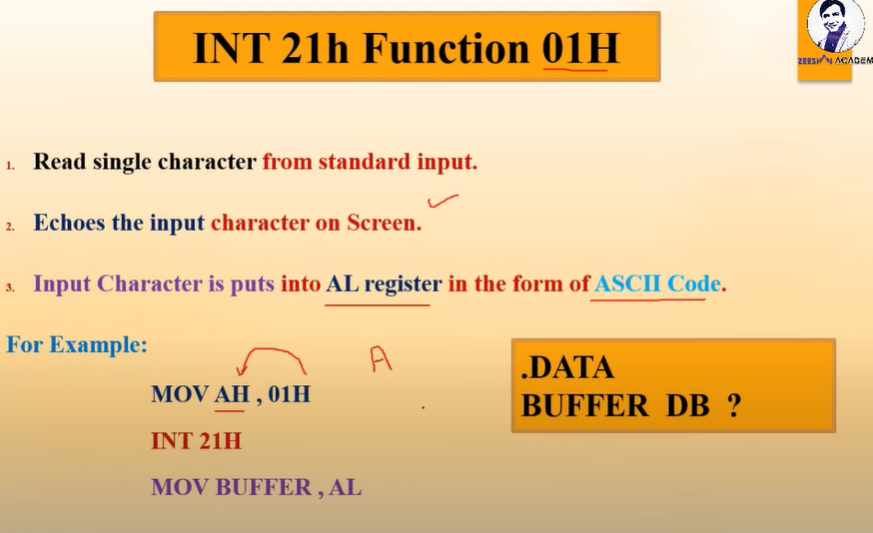 INT 21h Function 01H
ZEESHAN ACADEM
1. Read single character from standard input.
2. Echoes the input character on Screen.
3. Input Character is puts into AL register in the form of ASCII Code.
For Example:
A
MOV AH , 01H
INT 21H
MOV BUFFER , AL
.DATA
BUFFER DB ?